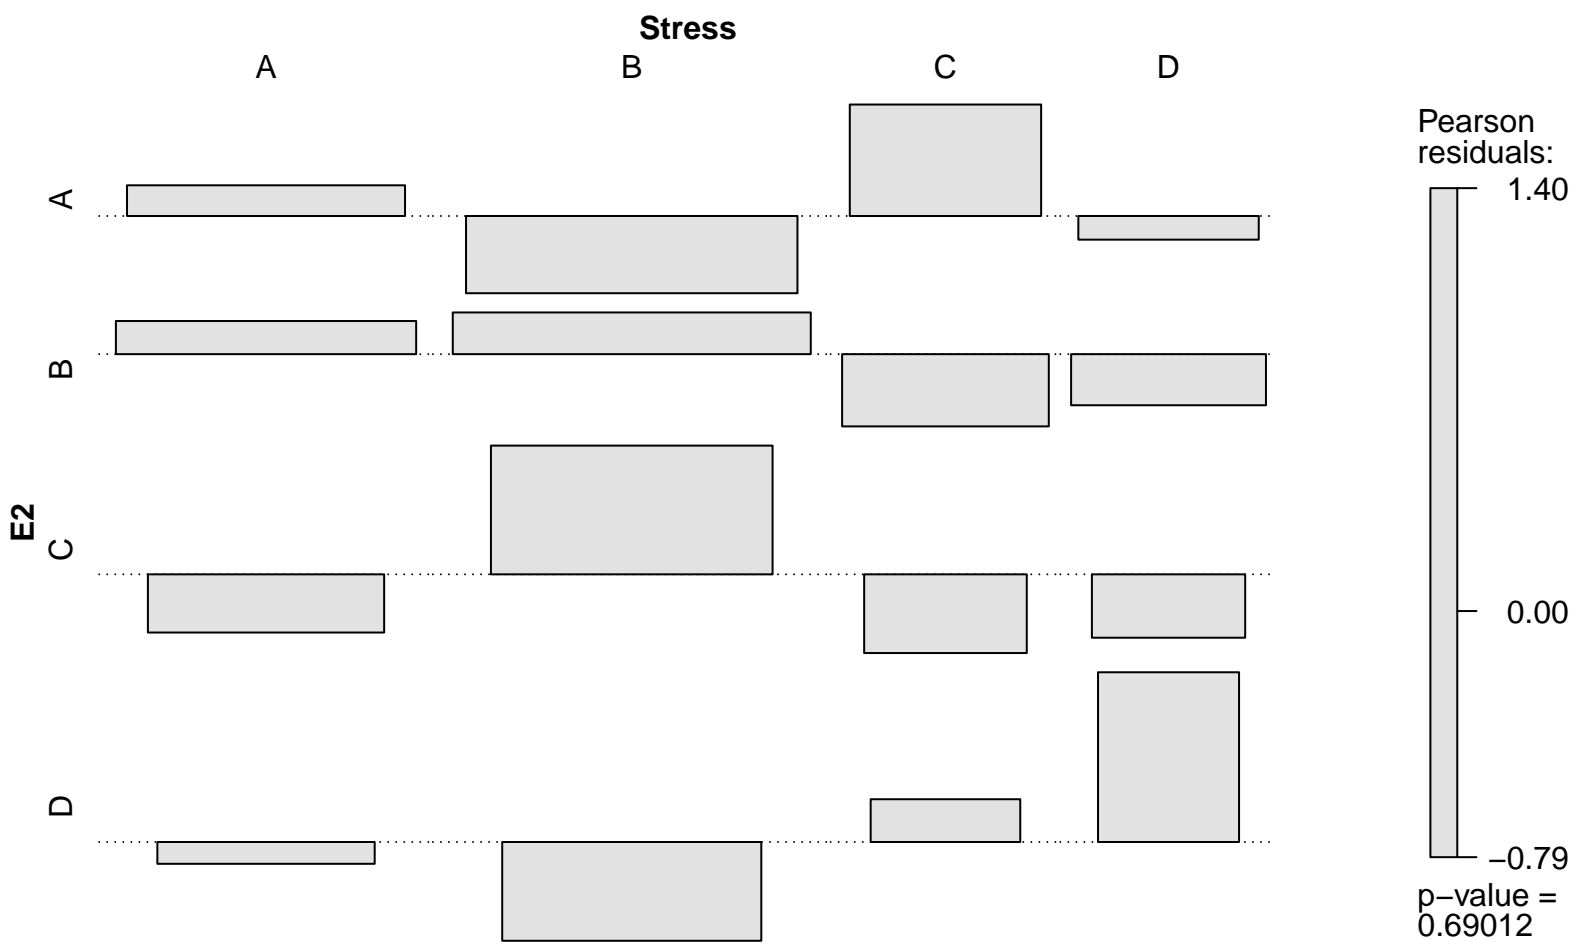 Stress
A
B
C
D
E2
A
B
C
D
Pearson
residuals:
1.40
0.00
−0.79
p−value =
0.69012